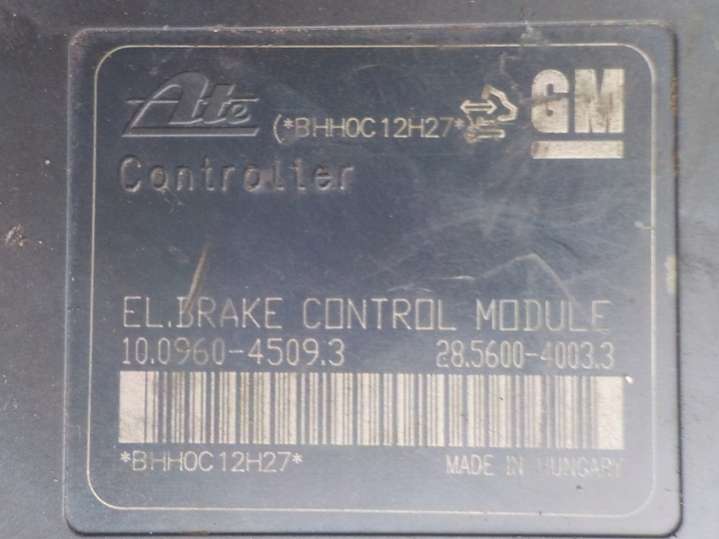 Ate (*BHH0C12H27* GM
Controller
EL.BRAKE CONTROL MODULE
10.0960-4509.3 28.5600-4003.3
*BHH0C12H27* MADE IN HUNGARY